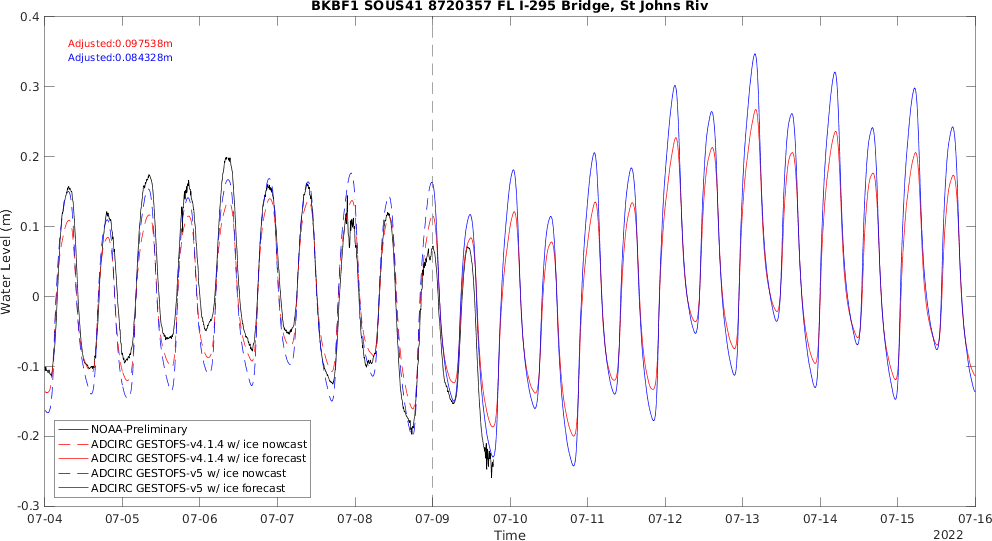 BKBF1 SOUS41 8720357 FL I-295 Bridge, St Johns Riv
Adjusted:0.097538m
Adjusted:0.084328m
0.4
0.3
0.2
0.1
0
-0.1
-0.2
-0.3
Water Level (m)
NOAA-Preliminary
ADCIRC GESTOFS-v4.1.4 w/ ice nowcast
ADCIRC GESTOFS-v4.1.4 w/ ice forecast
ADCIRC GESTOFS-v5 w/ ice nowcast
ADCIRC GESTOFS-v5 w/ ice forecast
07-04 07-05 07-06 07-07 07-08 07-09 07-10 07-11 07-12 07-13 07-14 07-15 07-16
Time
2022